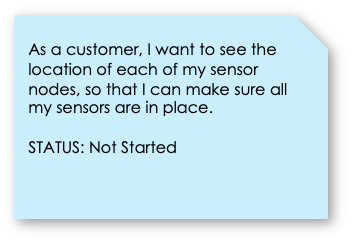 As a customer, I want to see the
location of each of my sensor
nodes, so that I can make sure all
my sensors are in place.
STATUS: Not Started